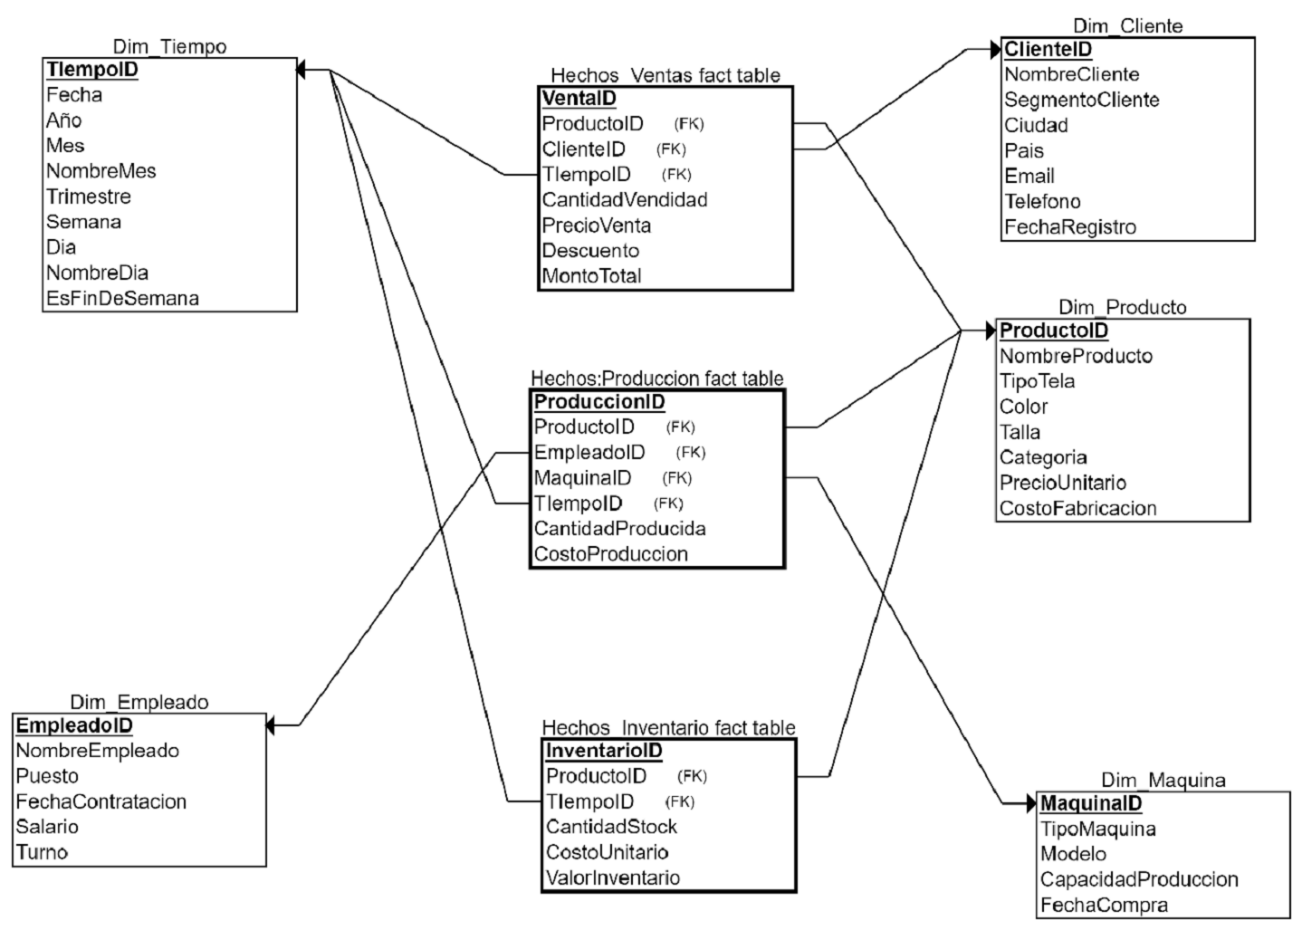 Dim_Tiempo
TIempoID
Fecha
Año
Mes
NombreMes
Trimestre
Semana
Dia
NombreDia
EsFinDeSemana
Hechos_Ventas fact table
VentaID
ProductoID (FK)
ClienteID (FK)
TIempoID (FK)
CantidadVendidad
PrecioVenta
Descuento
MontoTotal
Dim_Cliente
ClienteID
NombreCliente
SegmentoCliente
Ciudad
Pais
Email
Telefono
FechaRegistro
Hechos:Produccion fact table
ProduccionID
ProductoID (FK)
EmpleadoID (FK)
MaquinaID (FK)
TIempoID (FK)
CantidadProducida
CostoProduccion
Dim_Producto
ProductoID
NombreProducto
TipoTela
Color
Talla
Categoria
PrecioUnitario
CostoFabricacion
Dim_Empleado
EmpleadoID
NombreEmpleado
Puesto
FechaContratacion
Salario
Turno
Hechos_Inventario fact table
InventarioID
ProductoID (FK)
TIempoID (FK)
CantidadStock
CostoUnitario
ValorInventario
Dim_Maquina
MaquinaID
TipoMaquina
Modelo
CapacidadProduccion
FechaCompra